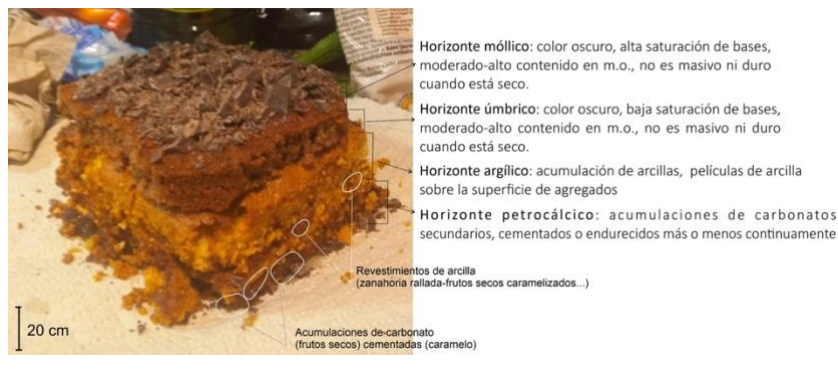 Horizonte móllico: color oscuro, alta saturación de bases,
moderado-alto contenido en m.o., no es masivo ni duro
cuando está seco.
Horizonte úmbrico: color oscuro, baja saturación de bases,
moderado-alto contenido en m.o., no es masivo ni duro
cuando está seco.
Horizonte argílico: acumulación de arcillas, películas de arcilla
sobre la superficie de agregados
Horizonte petrocálcico: acumulaciones de carbonatos
secundarios, cementados o endurecidos más o menos continuamente
Revestimientos de arcilla
(zanahoria rallada-frutos secos caramelizados...)
Acumulaciones de-carbonato
(frutos secos) cementadas (caramelo)
20 cm